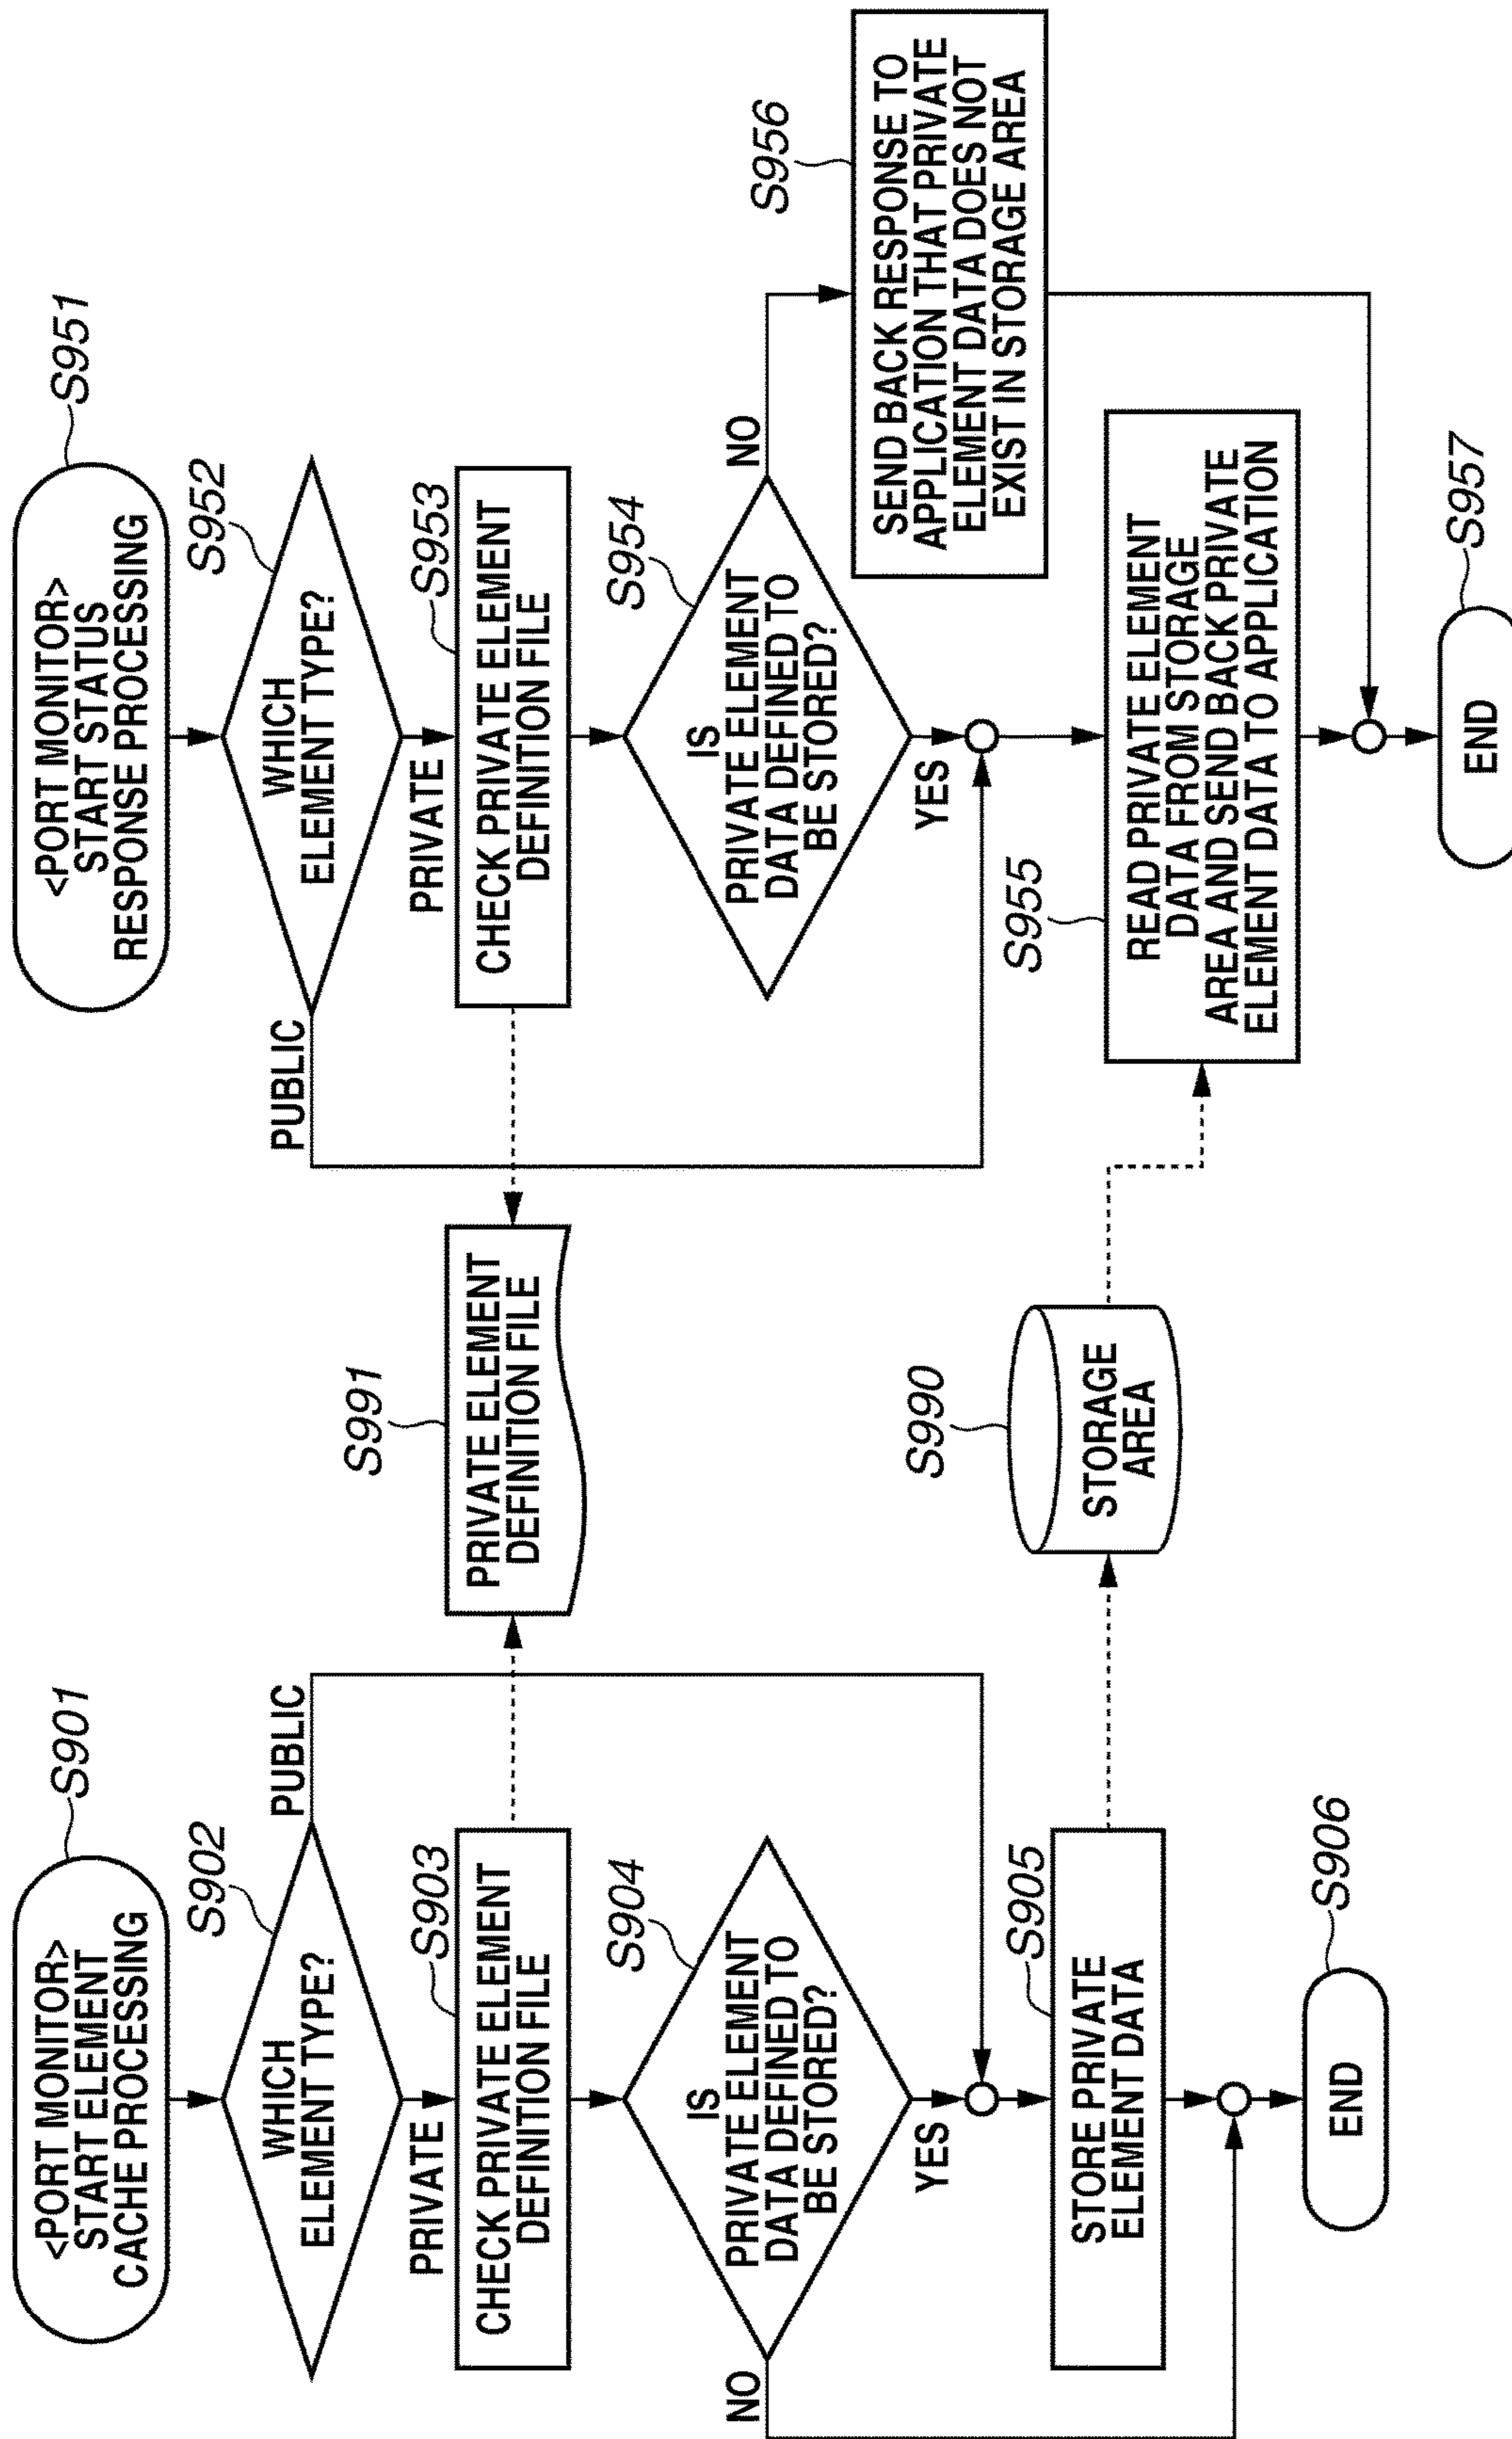 <PORT MONITOR>
START ELEMENT
CACHE PROCESSING
S901
WHICH
ELEMENT TYPE?
S902
PUBLIC
PRIVATE
CHECK PRIVATE ELEMENT
DEFINITION FILE
S903
IS
PRIVATE ELEMENT
DATA DEFINED TO
BE STORED?
S904
NO
YES
STORE PRIVATE
ELEMENT DATA
S905
END
S906
PRIVATE ELEMENT
DEFINITION FILE
S991
STORAGE
AREA
S990
<PORT MONITOR>
START STATUS
RESPONSE PROCESSING
S951
WHICH
ELEMENT TYPE?
S952
PUBLIC
PRIVATE
CHECK PRIVATE ELEMENT
DEFINITION FILE
S953
IS
PRIVATE ELEMENT
DATA DEFINED TO
BE STORED?
S954
NO
YES
SEND BACK RESPONSE TO
APPLICATION THAT PRIVATE
ELEMENT DATA DOES NOT
EXIST IN STORAGE AREA
S956
READ PRIVATE ELEMENT
DATA FROM STORAGE
AREA AND SEND BACK PRIVATE
ELEMENT DATA TO APPLICATION
S955
END
S957